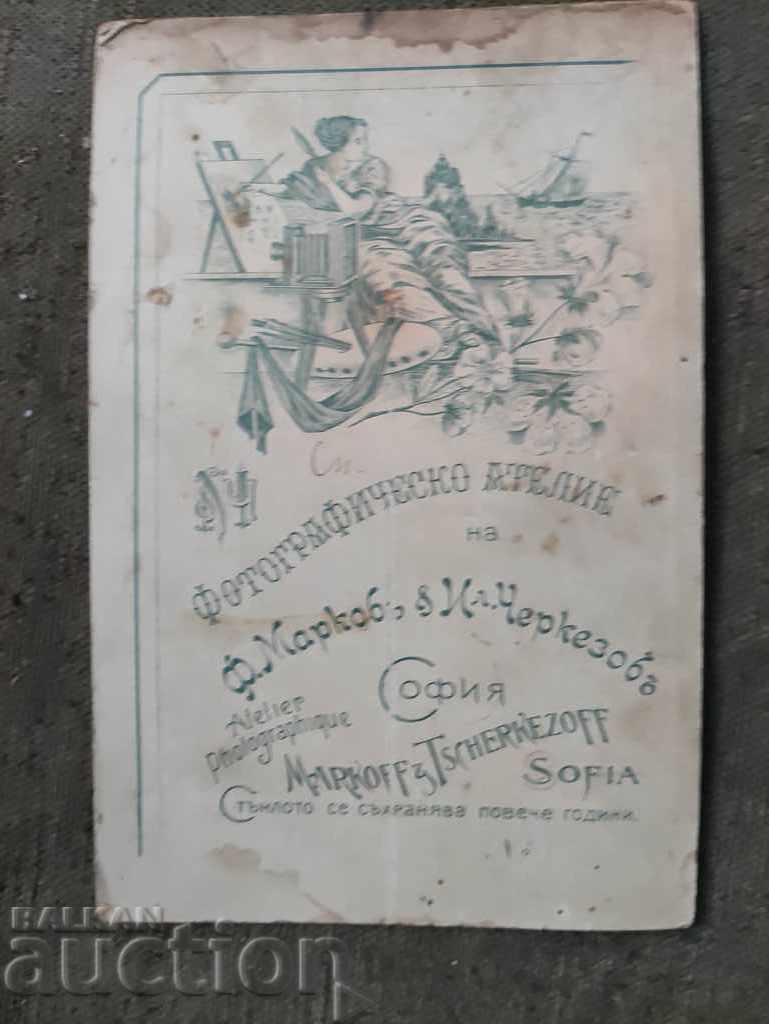 См.
ФОТОГРАФИЧЕСКО АТЕЛИЕ
на
Ф. Марковъ, & Ил. Черкезовъ
СОФИЯ
Atelier
photographique
MARKOFF & TSCHERKEZOFF
SOFIA
СТЪКЛОТО СЕ СЪХРАНЯВА ПОВЕЧЕ ГОДИНИ.
BALKAN
auction